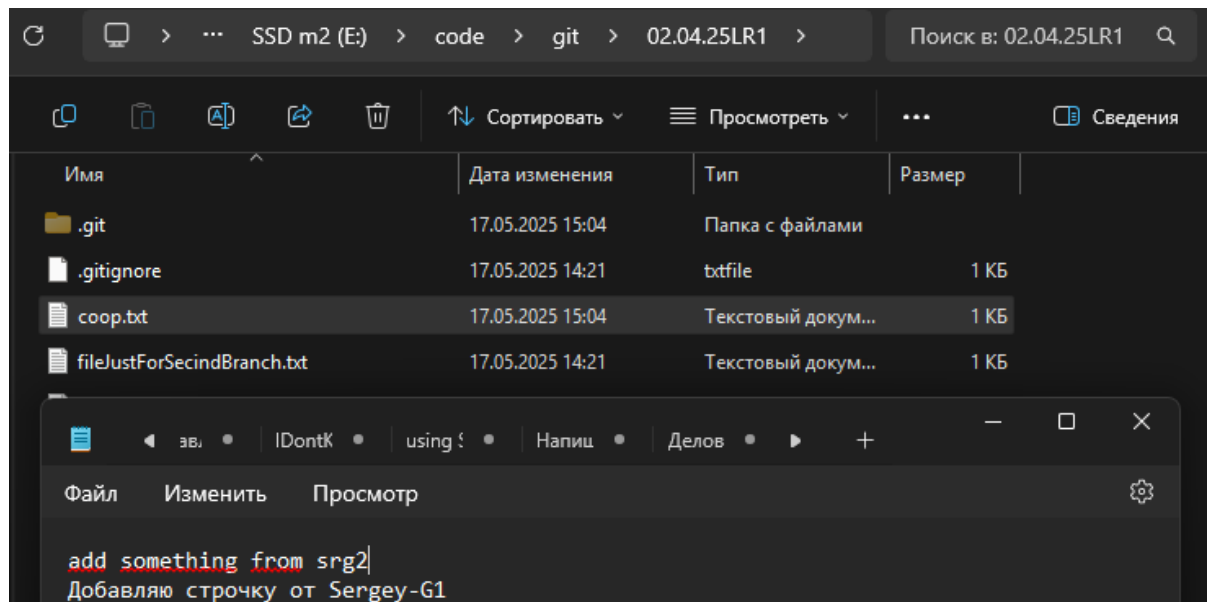 SSD m2 (E:) > code > git > 02.04.25LR1 > Поиск в: 02.04.25LR1
Сортировать Просмотреть Сведения
Имя Дата изменения Тип Размер
.git 17.05.2025 15:04 Папка с файлами
.gitignore 17.05.2025 14:21 txtfile 1 КБ
coop.txt 17.05.2025 15:04 Текстовый докум... 1 КБ
fileJustForSecindBranch.txt 17.05.2025 14:21 Текстовый докум... 1 КБ
IDontK using Напиш Делов
Файл Изменить Просмотр
add something from srg2
Добавляю строчку от Sergey-G1